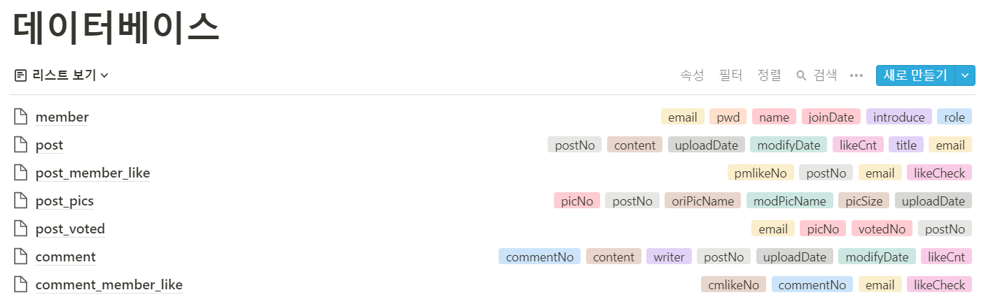 데이터베이스
리스트 보기 속성 필터 정렬 검색 새로 만들기
member email pwd name joinDate introduce role
post postNo content uploadDate modifyDate likeCnt title email
post_member_like pmlikeNo postNo email likeCheck
post_pics picNo postNo oriPicName modPicName picSize uploadDate
post_voted email picNo votedNo postNo
comment commentNo content writer postNo uploadDate modifyDate likeCnt
comment_member_like cmlikeNo commentNo email likeCheck